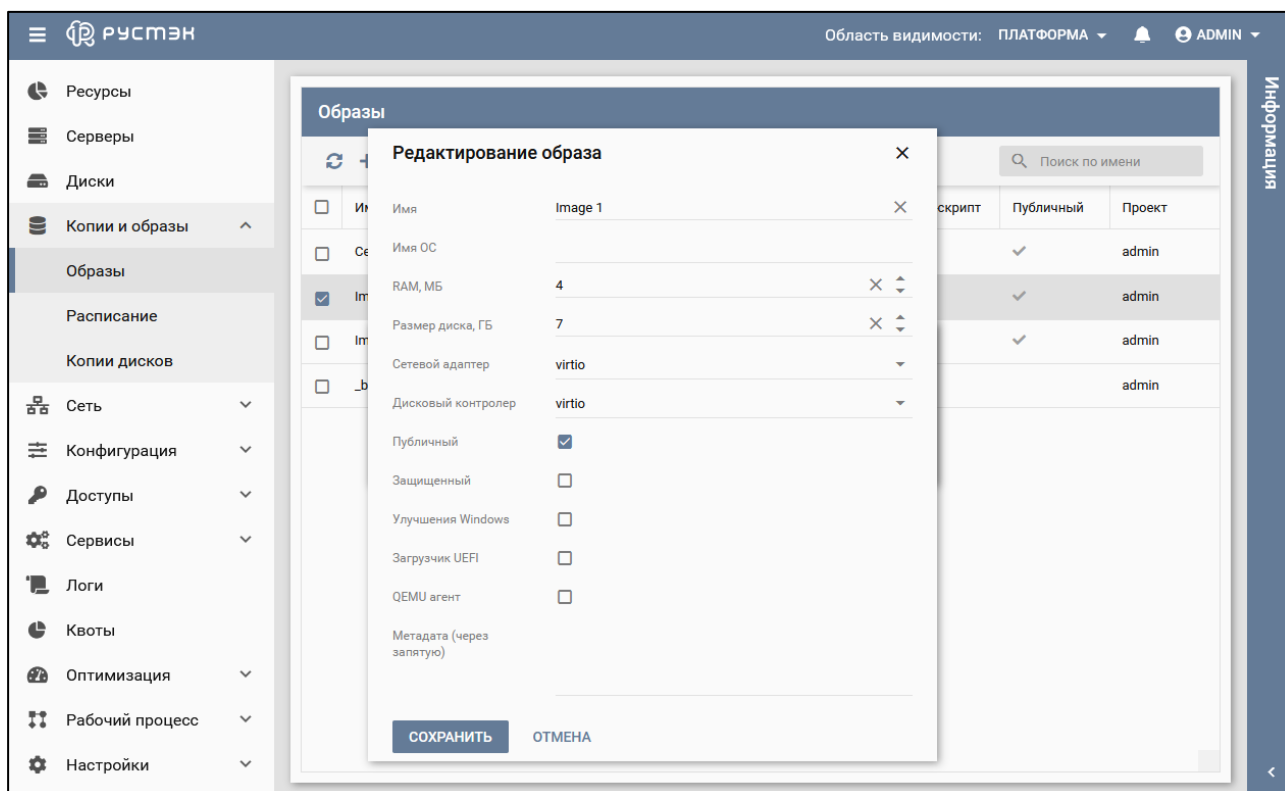 РУСТЭК
Область видимости: ПЛАТФОРМА
ADMIN
Ресурсы
Серверы
Диски
Копии и образы
Образы
Расписание
Копии дисков
Сеть
Конфигурация
Доступы
Сервисы
Логи
Квоты
Оптимизация
Рабочий процесс
Настройки
Образы
Поиск по имени
Публичный Проект
admin
admin
admin
admin
Редактирование образа
Имя Image 1
Имя ОС
RAM, МБ 4
Размер диска, ГБ 7
Сетевой адаптер virtio
Дисковый контролер virtio
Публичный
Защищенный
Улучшения Windows
Загрузчик UEFI
QEMU агент
Метадата (через
запятую)
СОХРАНИТЬ ОТМЕНА
Информация